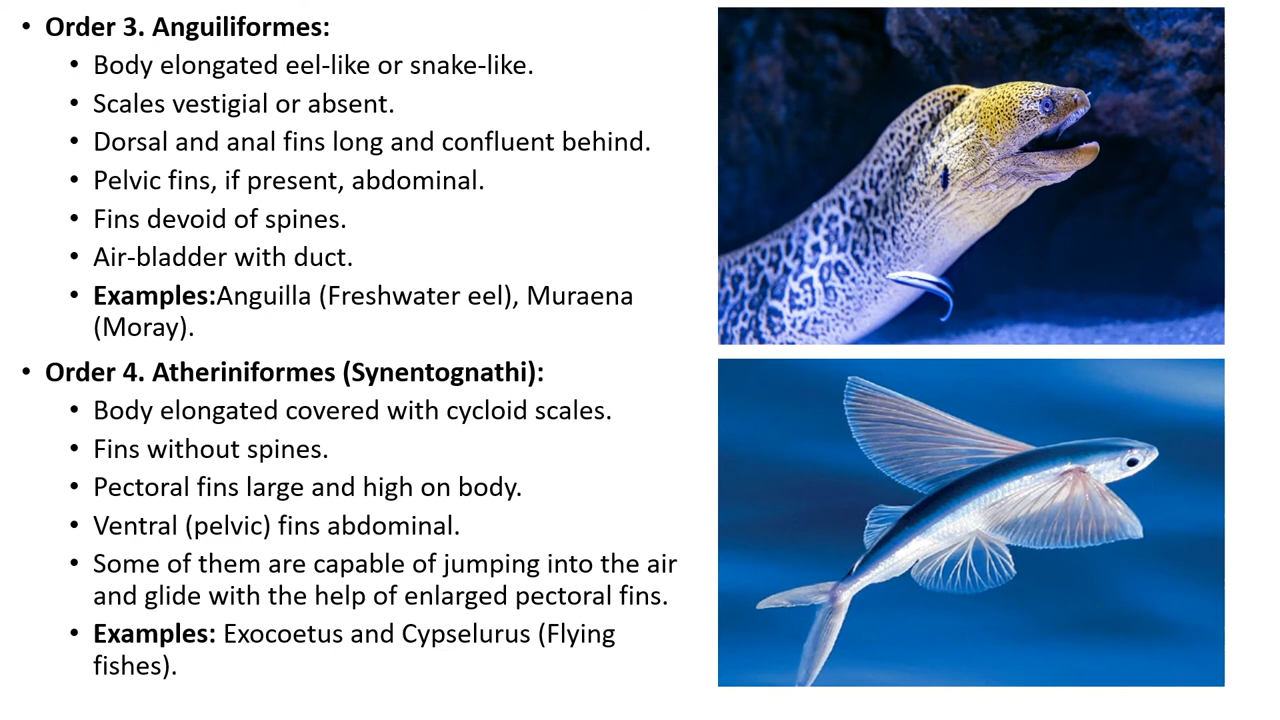 • Order 3. Anguiliformes:
• Body elongated eel-like or snake-like.
• Scales vestigial or absent.
• Dorsal and anal fins long and confluent behind.
• Pelvic fins, if present, abdominal.
• Fins devoid of spines.
• Air-bladder with duct.
• Examples:Anguilla (Freshwater eel), Muraena
(Moray).
• Order 4. Atheriniformes (Synentognathi):
• Body elongated covered with cycloid scales.
• Fins without spines.
• Pectoral fins large and high on body.
• Ventral (pelvic) fins abdominal.
• Some of them are capable of jumping into the air
and glide with the help of enlarged pectoral fins.
• Examples: Exocoetus and Cypselurus (Flying
fishes).